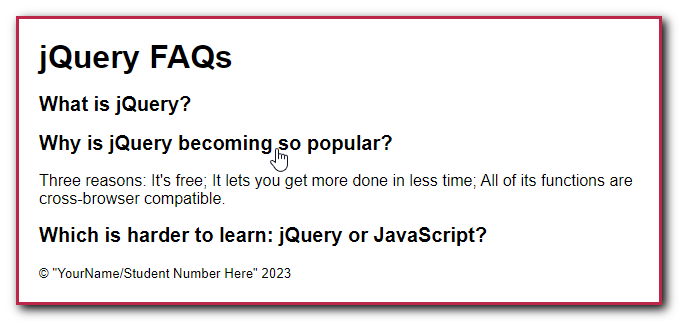 jQuery FAQs
What is jQuery?
Why is jQuery becoming so popular?
Three reasons: It's free; It lets you get more done in less time; All of its functions are
cross-browser compatible.
Which is harder to learn: jQuery or JavaScript?
© "YourName/Student Number Here" 2023